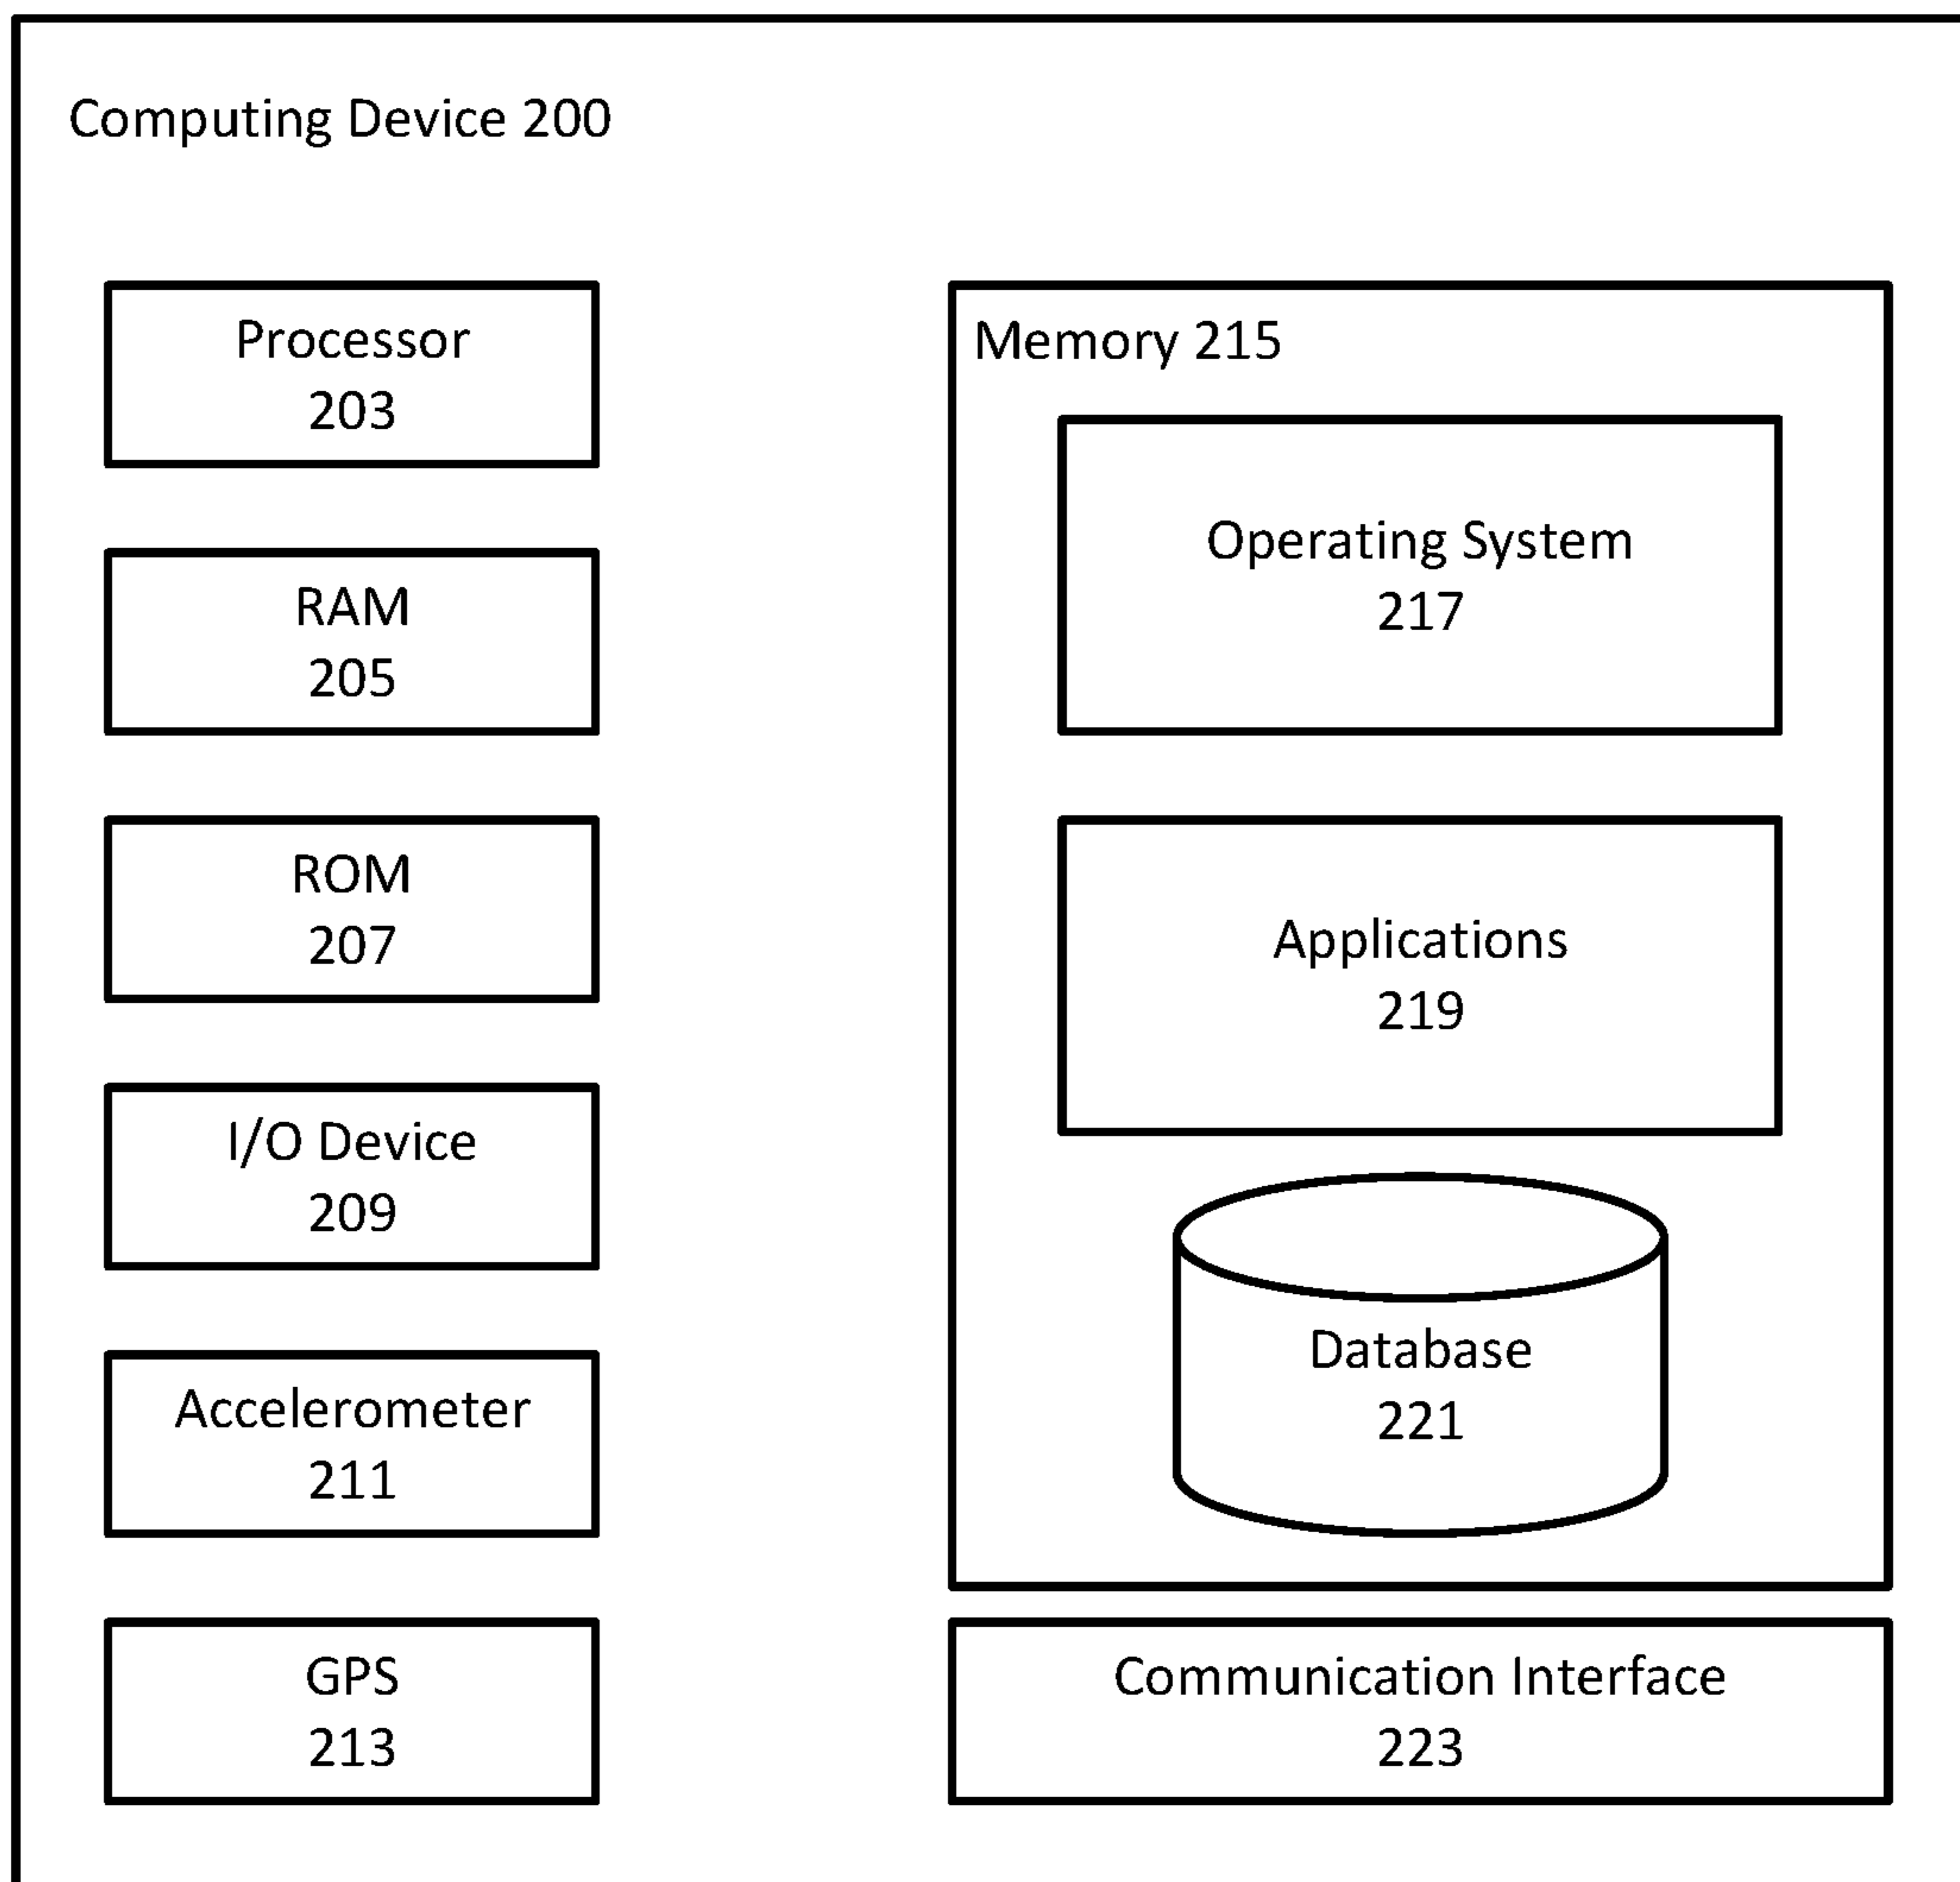 Computing Device 200
Processor
203
RAM
205
ROM
207
I/O Device
209
Accelerometer
211
GPS
213
Memory 215
Operating System
217
Applications
219
Database
221
Communication Interface
223